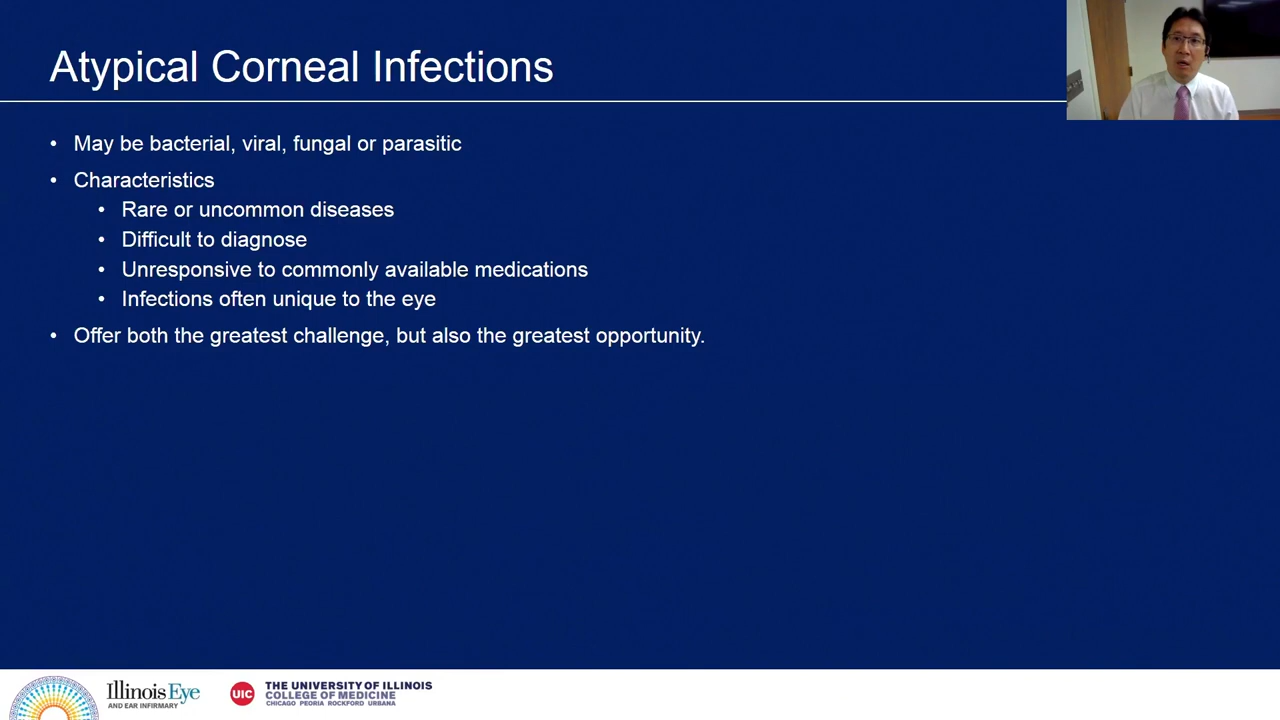 Atypical Corneal Infections
• May be bacterial, viral, fungal or parasitic
• Characteristics
• Rare or uncommon diseases
• Difficult to diagnose
• Unresponsive to commonly available medications
• Infections often unique to the eye
• Offer both the greatest challenge, but also the greatest opportunity.
Illinois Eye
AND EAR INFIRMARY
UIC
THE UNIVERSITY OF ILLINOIS
COLLEGE OF MEDICINE
CHICAGO PEORIA ROCKFORD URBANA